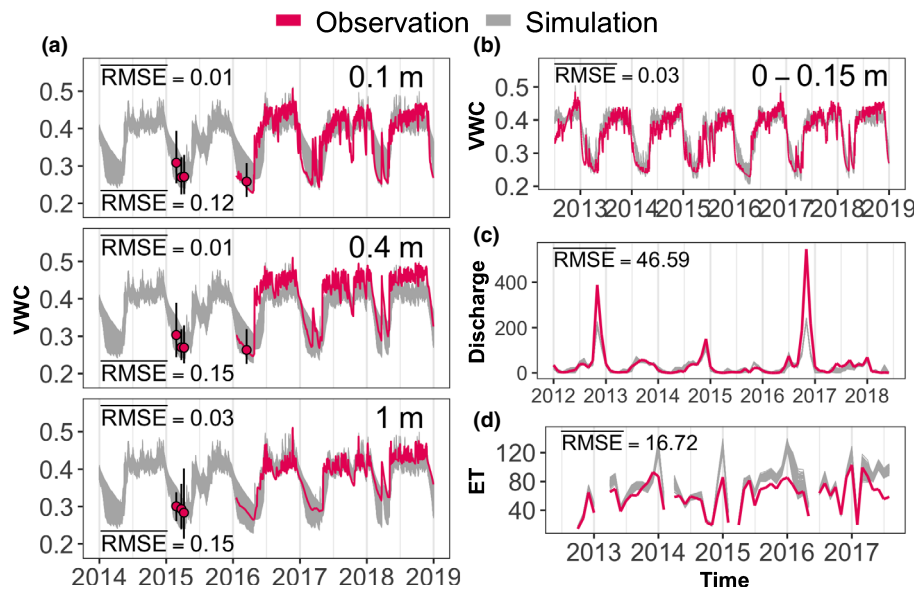 Observation Simulation
(a)
RMSE = 0.01
0.1 m
0.5
0.4
0.3
0.2
RMSE = 0.12
RMSE = 0.01
0.4 m
0.5
0.4
0.3
0.2
RMSE = 0.15
VWC
RMSE = 0.03
1 m
0.5
0.4
0.3
0.2
RMSE = 0.15
2014 2015 2016 2017 2018 2019
(b)
RMSE = 0.03
0 – 0.15 m
VWC
0.5
0.4
0.3
0.2
2013 2014 2015 2016 2017 2018 2019
(c)
RMSE = 46.59
Discharge
400
200
0
2012 2013 2014 2015 2016 2017 2018
(d)
RMSE = 16.72
ET
120
80
40
2013 2014 2015 2016 2017
Time